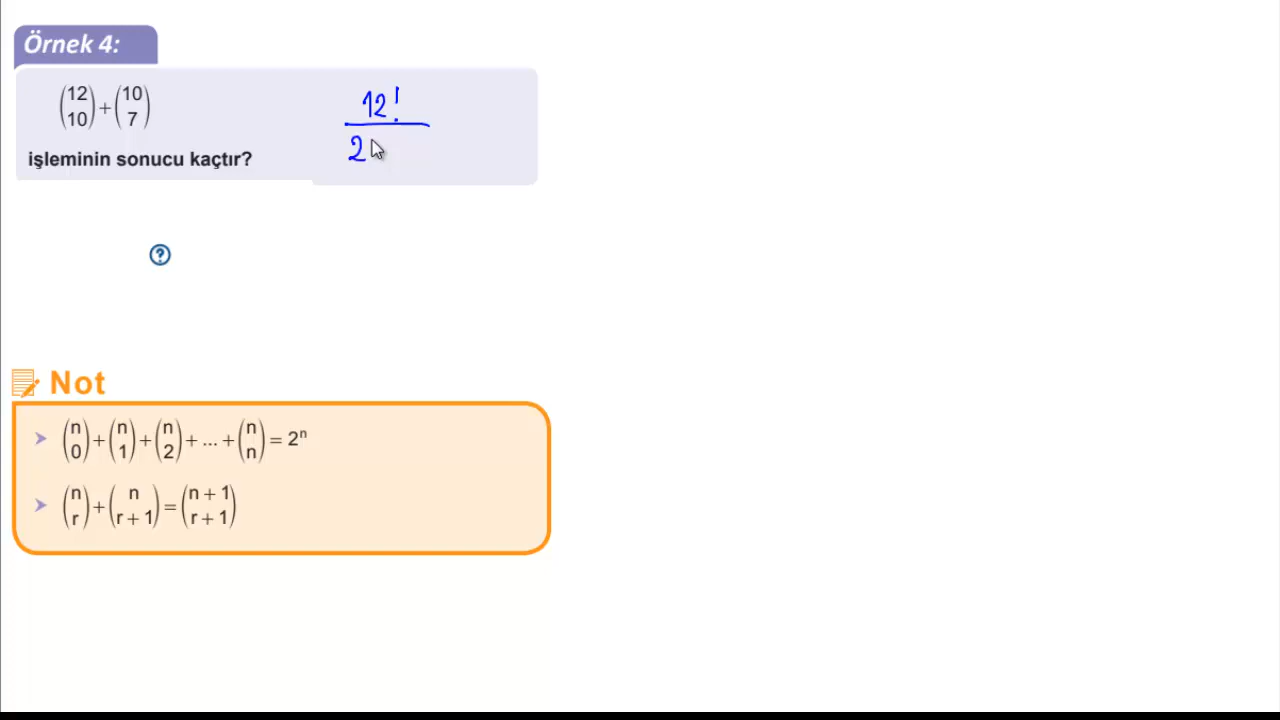 Örnek 4:
(12 10) + (10 7)
12!
2
işleminin sonucu kaçtır?
Not
(n 0) + (n 1) + (n 2) + ... + (n n) = 2ⁿ
(n r) + (n r + 1) = (n + 1 r + 1)